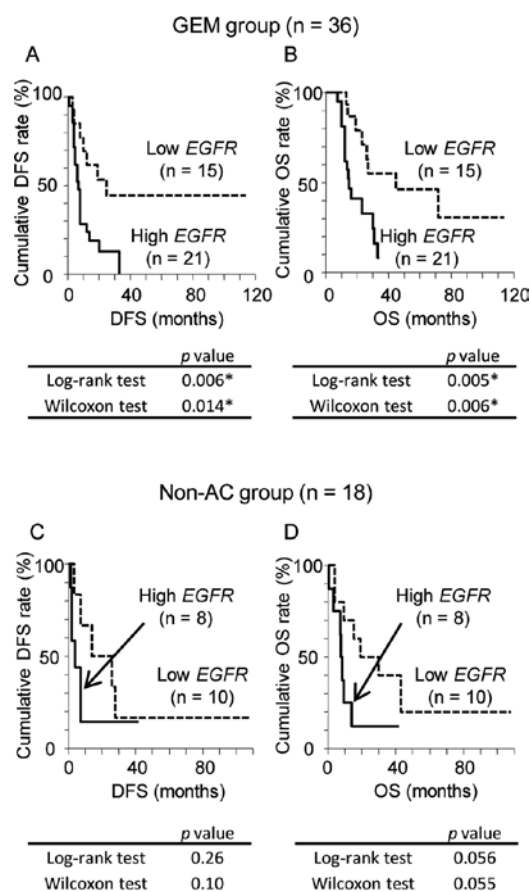 GEM group (n = 36)
A
B
Cumulative DFS rate (%)
100
50
0
Low EGFR
(n = 15)
High EGFR
(n = 21)
0 40 80 120
DFS (months)
Cumulative OS rate (%)
100
50
0
Low EGFR
(n = 15)
High EGFR
(n = 21)
0 40 80 120
OS (months)
p value
Log-rank test 0.006*
Wilcoxon test 0.014*
p value
Log-rank test 0.005*
Wilcoxon test 0.006*
Non-AC group (n = 18)
C
D
Cumulative DFS rate (%)
100
50
0
High EGFR
(n = 8)
Low EGFR
(n = 10)
0 40 80
DFS (months)
Cumulative OS rate (%)
100
50
0
High EGFR
(n = 8)
Low EGFR
(n = 10)
0 40 80
OS (months)
p value
Log-rank test 0.26
Wilcoxon test 0.10
p value
Log-rank test 0.056
Wilcoxon test 0.055